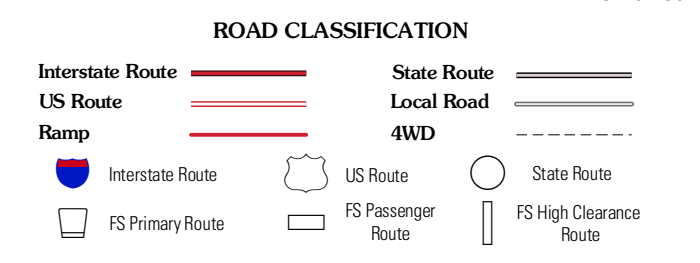 ROAD CLASSIFICATION
Interstate Route
State Route
US Route
Local Road
Ramp
4WD
Interstate Route
US Route
State Route
FS Primary Route
FS Passenger
Route
FS High Clearance
Route